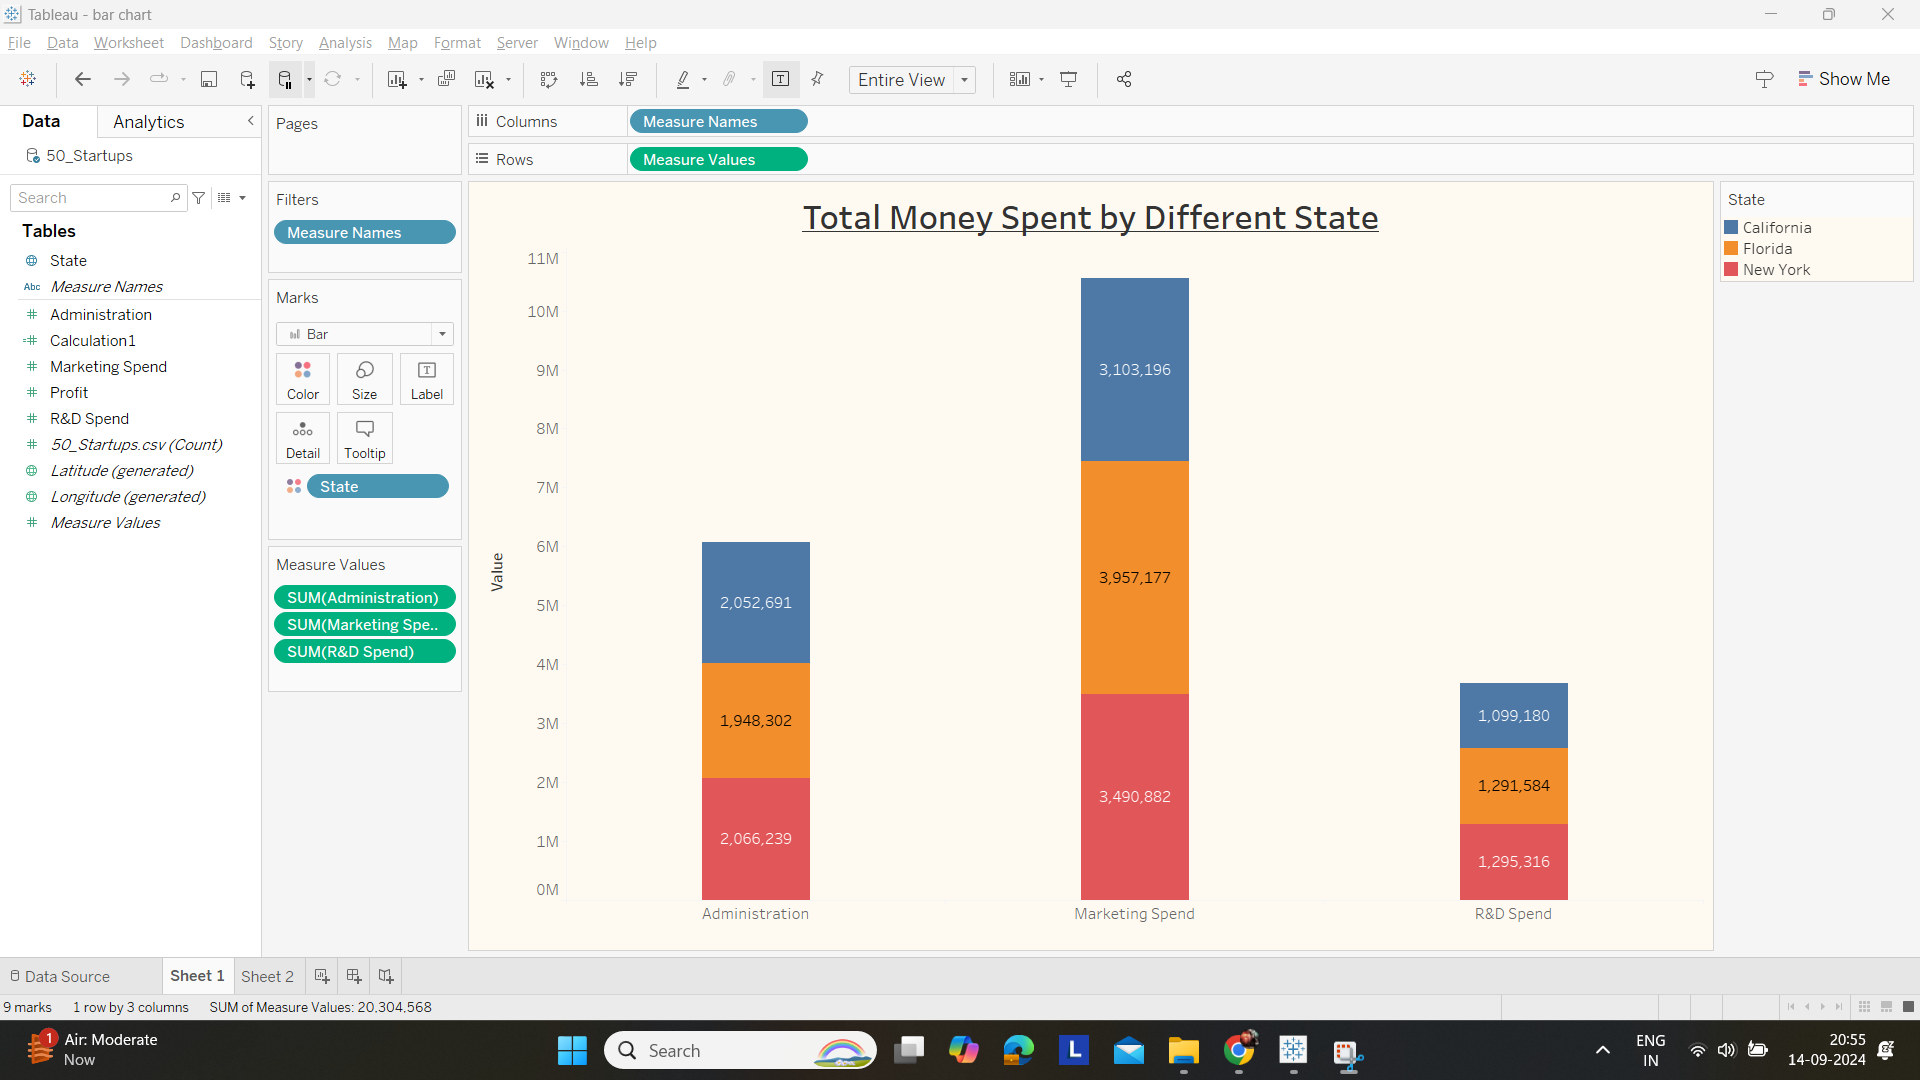 Tableau - bar chart
File Data Worksheet Dashboard Story Analysis Map Format Server Window Help
Entire View
Show Me
Data Analytics
50_Startups
Search
Tables
State
Abc Measure Names
Administration
Calculation1
Marketing Spend
Profit
R&D Spend
50_Startups.csv (Count)
Latitude (generated)
Longitude (generated)
Measure Values
Pages
Filters
Measure Names
Marks
Bar
Color Size Label
Detail Tooltip
State
Measure Values
SUM(Administration)
SUM(Marketing Spe..
SUM(R&D Spend)
Columns Measure Names
Rows Measure Values
Total Money Spent by Different State
Value
11M
10M
9M
8M
7M
6M
5M
4M
3M
2M
1M
0M
2,052,691
1,948,302
2,066,239
3,103,196
3,957,177
3,490,882
1,099,180
1,291,584
1,295,316
Administration Marketing Spend R&D Spend
State
California
Florida
New York
Data Source Sheet 1 Sheet 2
9 marks 1 row by 3 columns SUM of Measure Values: 20,304,568
1
Air: Moderate
Now
Search
L
ENG
IN
20:55
14-09-2024